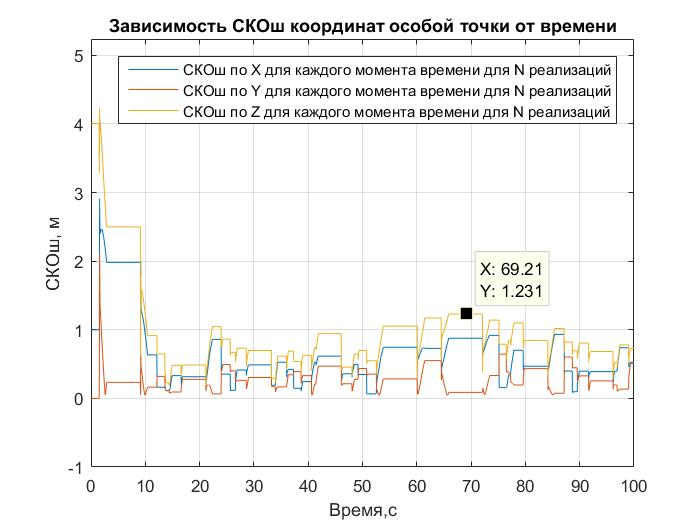 Зависимость СКОш координат особой точки от времени
5
СКОш по X для каждого момента времени для N реализаций
СКОш по Y для каждого момента времени для N реализаций
СКОш по Z для каждого момента времени для N реализаций
4
3
СКОш, м
2
X: 69.21
Y: 1.231
1
0
-1
0 10 20 30 40 50 60 70 80 90 100
Время,с